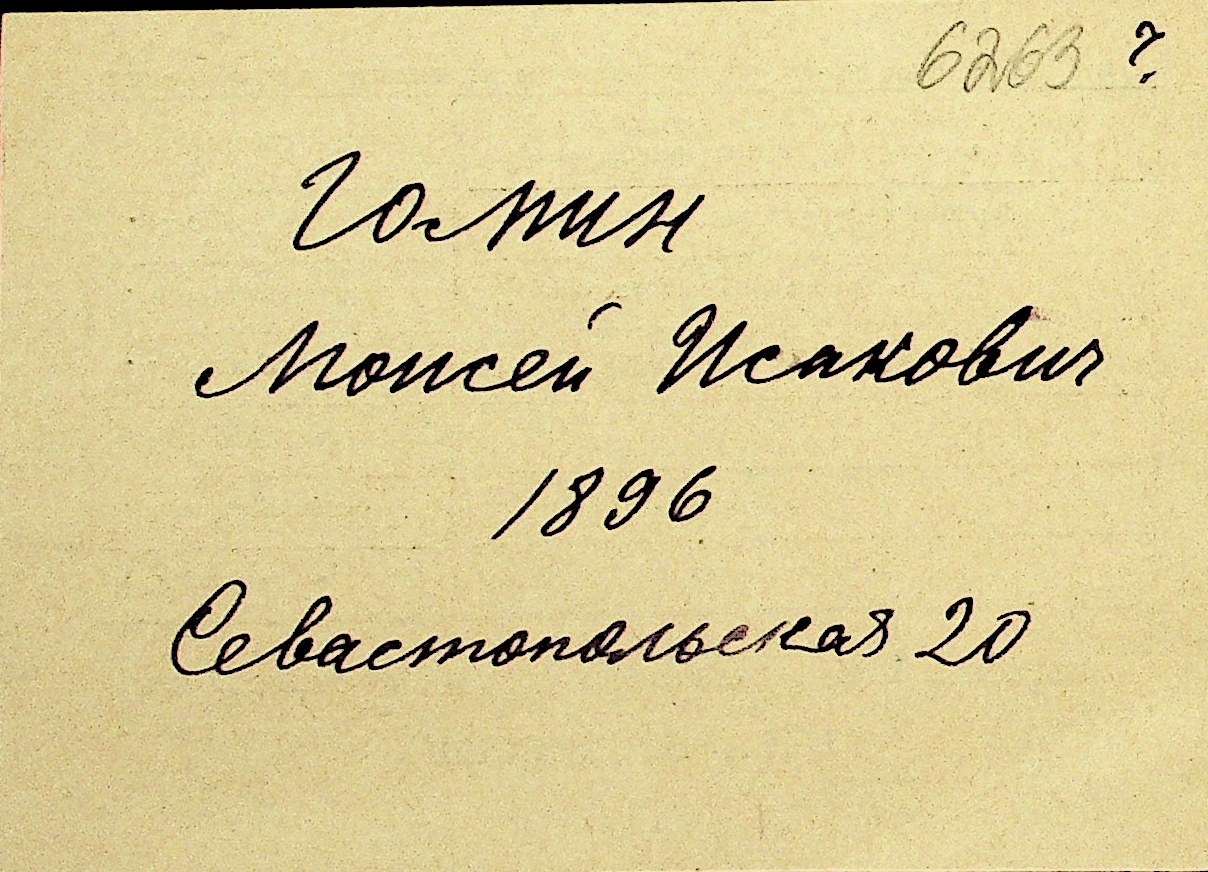 6263 ?
Гомин
Моисей Исакович
1896
Севастопольская 20